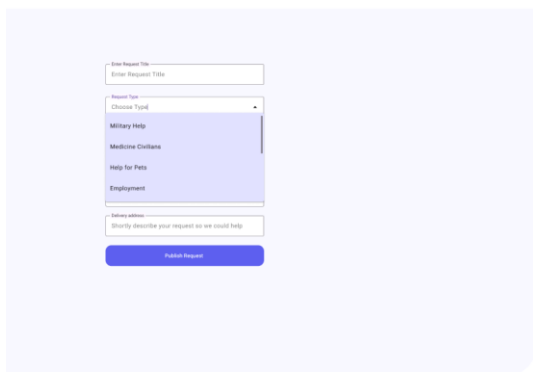 Enter Request Title
Enter Request Title
Request Type
Choose Type
Military Help
Medicine Civilians
Help for Pets
Employment
Delivery address
Shortly describe your request so we could help
Publish Request